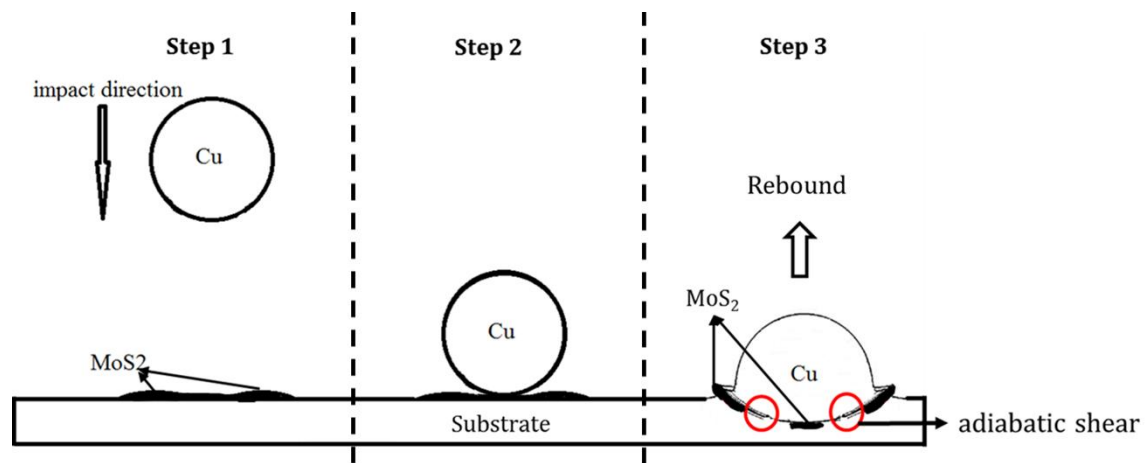 Step 1
Step 2
Step 3
impact direction
Cu
Rebound
MoS₂
Cu
Cu
MoS2
Substrate
adiabatic shear